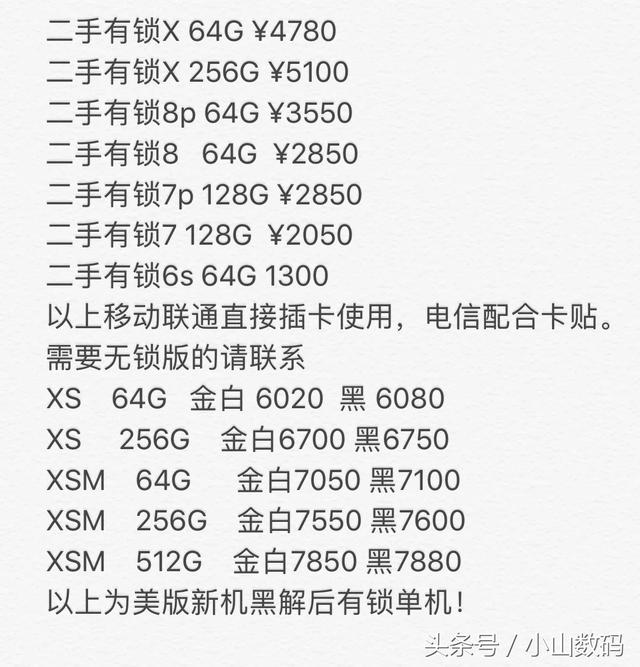 二手有锁X 64G ¥4780
二手有锁X 256G ¥5100
二手有锁8p 64G ¥3550
二手有锁8 64G ¥2850
二手有锁7p 128G ¥2850
二手有锁7 128G ¥2050
二手有锁6s 64G 1300
以上移动联通直接插卡使用，电信配合卡贴。
需要无锁版的请联系
XS 64G 金白 6020 黑 6080
XS 256G 金白6700 黑6750
XSM 64G 金白7050 黑7100
XSM 256G 金白7550 黑7600
XSM 512G 金白7850 黑7880
以上为美版新机黑解后有锁单机！
头条号 / 小山数码